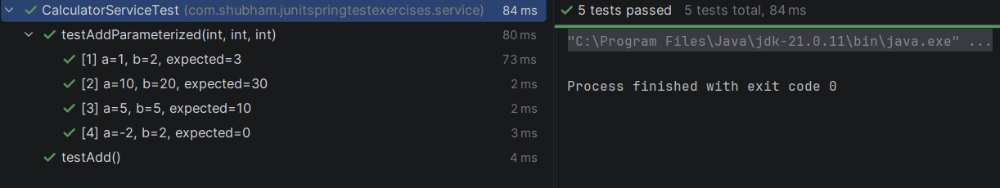 CalculatorServiceTest (com.shubham.junitspringtestexercises.service) 84 ms
testAddParameterized(int, int, int) 80 ms
[1] a=1, b=2, expected=3 73 ms
[2] a=10, b=20, expected=30 2 ms
[3] a=5, b=5, expected=10 2 ms
[4] a=-2, b=2, expected=0 3 ms
testAdd() 4 ms
5 tests passed 5 tests total, 84 ms
"C:\Program Files\Java\jdk-21.0.11\bin\java.exe" ...
Process finished with exit code 0